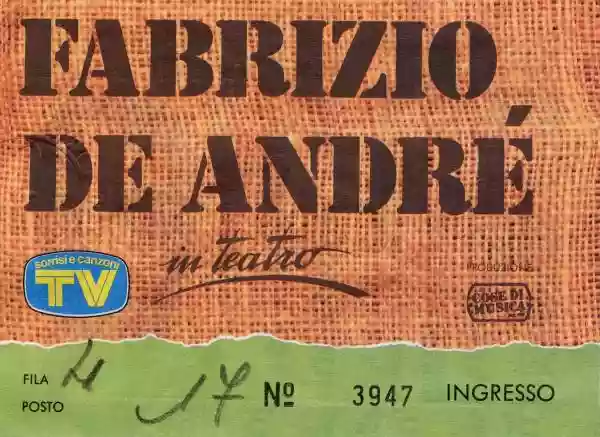 FABRIZIO
DE ANDRÉ
in teatro
sorrisi e canzoni
TV
PRODUZIONE
COSE DI
MUSICA
FILA 4
POSTO 17
Nº 3947 INGRESSO